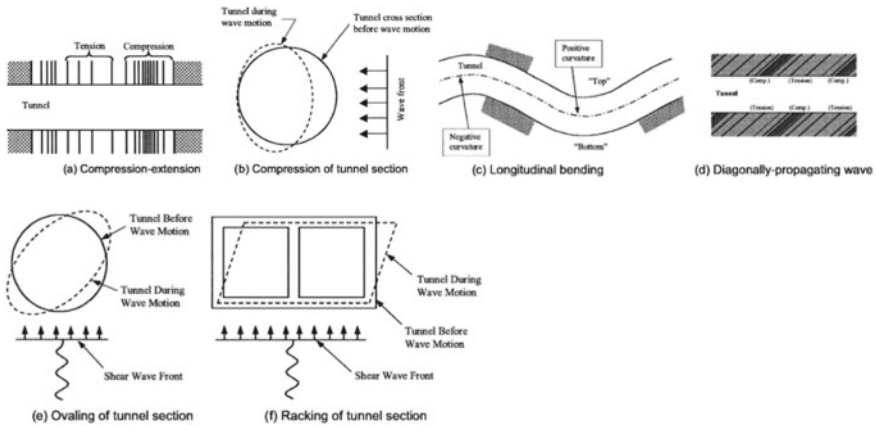 Tension
Compression
Tunnel
(a) Compression-extension
Tunnel during
wave motion
Tunnel cross section
before wave motion
Wave front
(b) Compression of tunnel section
Tunnel
Positive
curvature
"Top"
Negative
curvature
"Bottom"
(c) Longitudinal bending
(Comp.) (Tension) (Comp.)
Tunnel
(Tension) (Comp.) (Tension)
(d) Diagonally-propagating wave
Tunnel Before
Wave Motion
Tunnel During
Wave Motion
Shear Wave Front
(e) Ovaling of tunnel section
Tunnel During
Wave Motion
Tunnel Before
Wave Motion
Shear Wave Front
(f) Racking of tunnel section